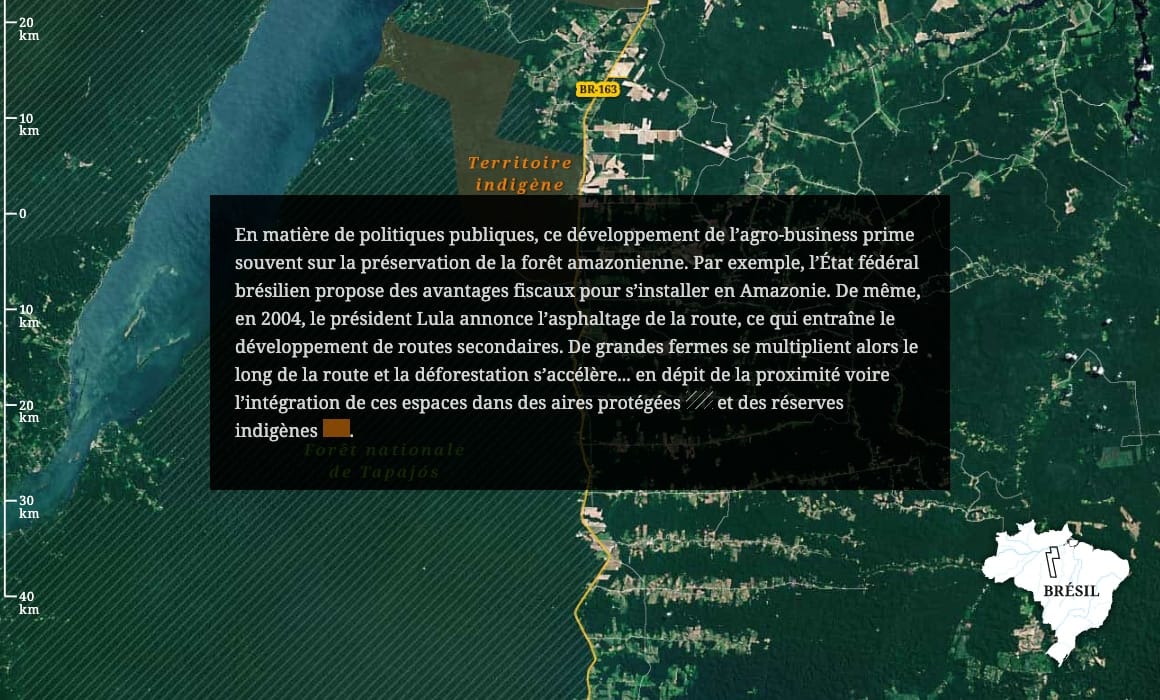 20
km
BR-163
10
km
Territoire
indigène
0
En matière de politiques publiques, ce développement de l’agro-business prime
souvent sur la préservation de la forêt amazonienne. Par exemple, l’État fédéral
brésilien propose des avantages fiscaux pour s’installer en Amazonie. De même,
en 2004, le président Lula annonce l’asphaltage de la route, ce qui entraîne le
développement de routes secondaires. De grandes fermes se multiplient alors le
long de la route et la déforestation s’accélère... en dépit de la proximité voire
l’intégration de ces espaces dans des aires protégées et des réserves
indigènes .
10
km
20
km
Forêt nationale
de Tapajós
30
km
40
km
BRÉSIL